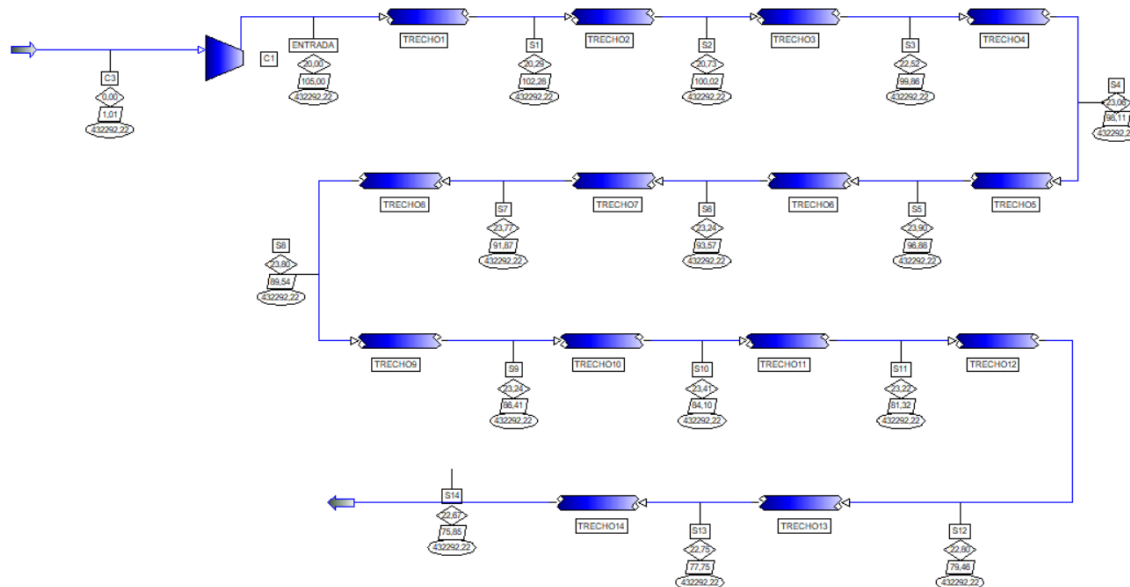 TRECHO1
TRECHO2
TRECHO3
TRECHO4
C1
ENTRADA
20,00
105,00
432292,22
S1
20,29
102,26
432292,22
S2
20,73
100,02
432292,22
S3
22,52
99,86
432292,22
C3
0,00
1,01
432292,22
S4
23,06
98,11
432292,2
TRECHO8
TRECHO7
TRECHO6
TRECHO5
S7
23,77
91,87
432292,22
S6
23,24
93,57
432292,22
S5
23,90
96,88
432292,22
S8
23,80
89,54
432292,22
TRECHO9
TRECHO10
TRECHO11
TRECHO12
S9
23,24
86,41
432292,22
S10
23,41
84,10
432292,22
S11
23,22
81,32
432292,22
S14
22,67
75,85
432292,22
TRECHO14
S13
22,75
77,75
432292,22
TRECHO13
S12
22,80
79,46
432292,22